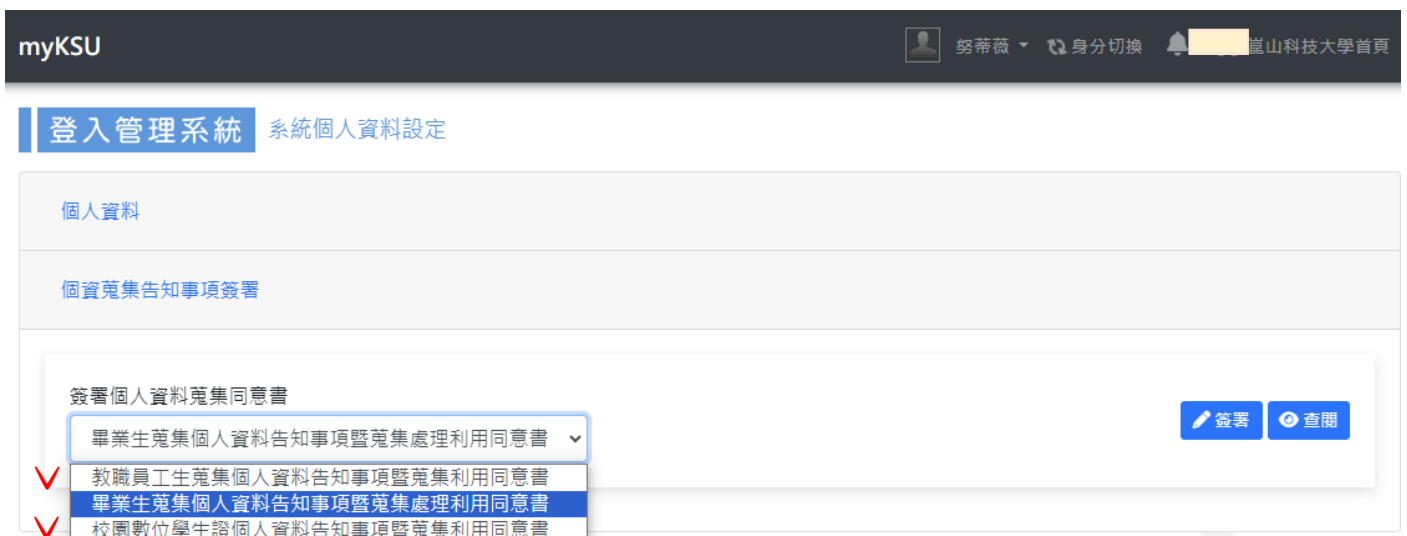 myKSU
努蒂薇 身分切換 崑山科技大學首頁
登入管理系統 系統個人資料設定
個人資料
個資蒐集告知事項簽署
簽署個人資料蒐集同意書
畢業生蒐集個人資料告知事項暨蒐集處理利用同意書
簽署 查閱
教職員工生蒐集個人資料告知事項暨蒐集利用同意書
畢業生蒐集個人資料告知事項暨蒐集處理利用同意書
校園數位學生證個人資料告知事項暨蒐集利用同意書